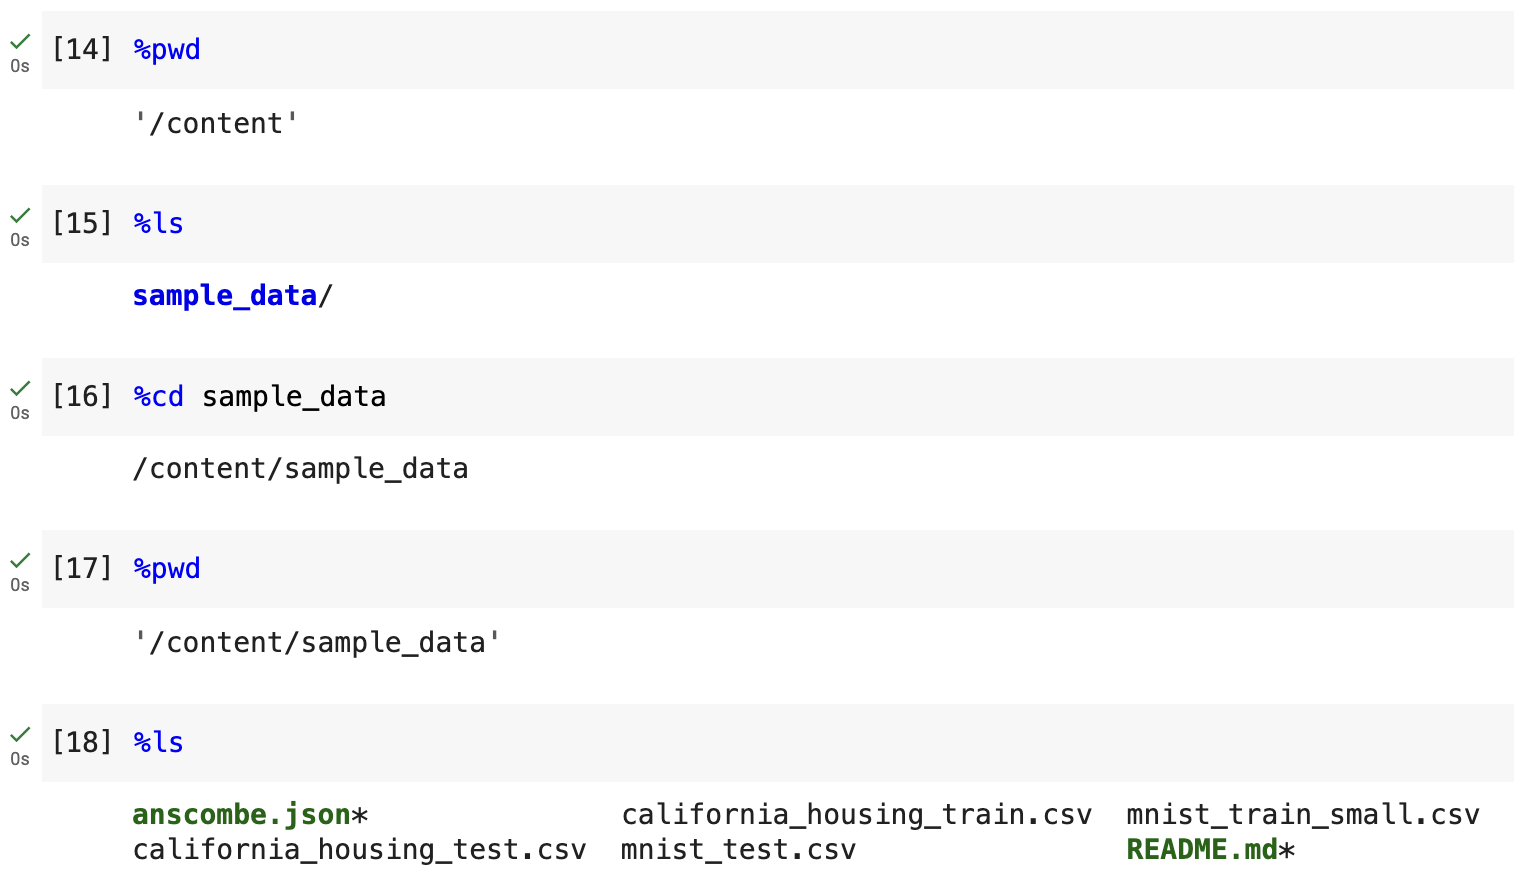 [14] %pwd
0s
'/content'
[15] %ls
0s
sample_data/
[16] %cd sample_data
0s
/content/sample_data
[17] %pwd
0s
'/content/sample_data'
[18] %ls
0s
anscombe.json* california_housing_train.csv mnist_train_small.csv
california_housing_test.csv mnist_test.csv README.md*